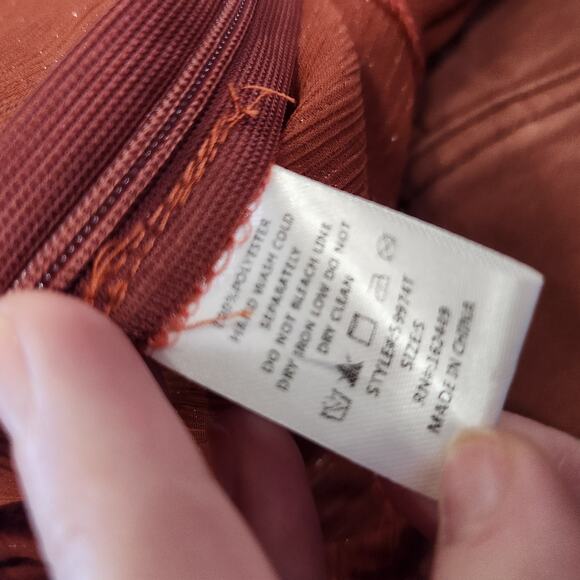 100% POLYESTER
HAND WASH COLD
SEPARATELY
DO NOT BLEACH LINE
DRY IRON LOW DO NOT
DRY CLEAN
SIZE:S
MADE IN CHINA